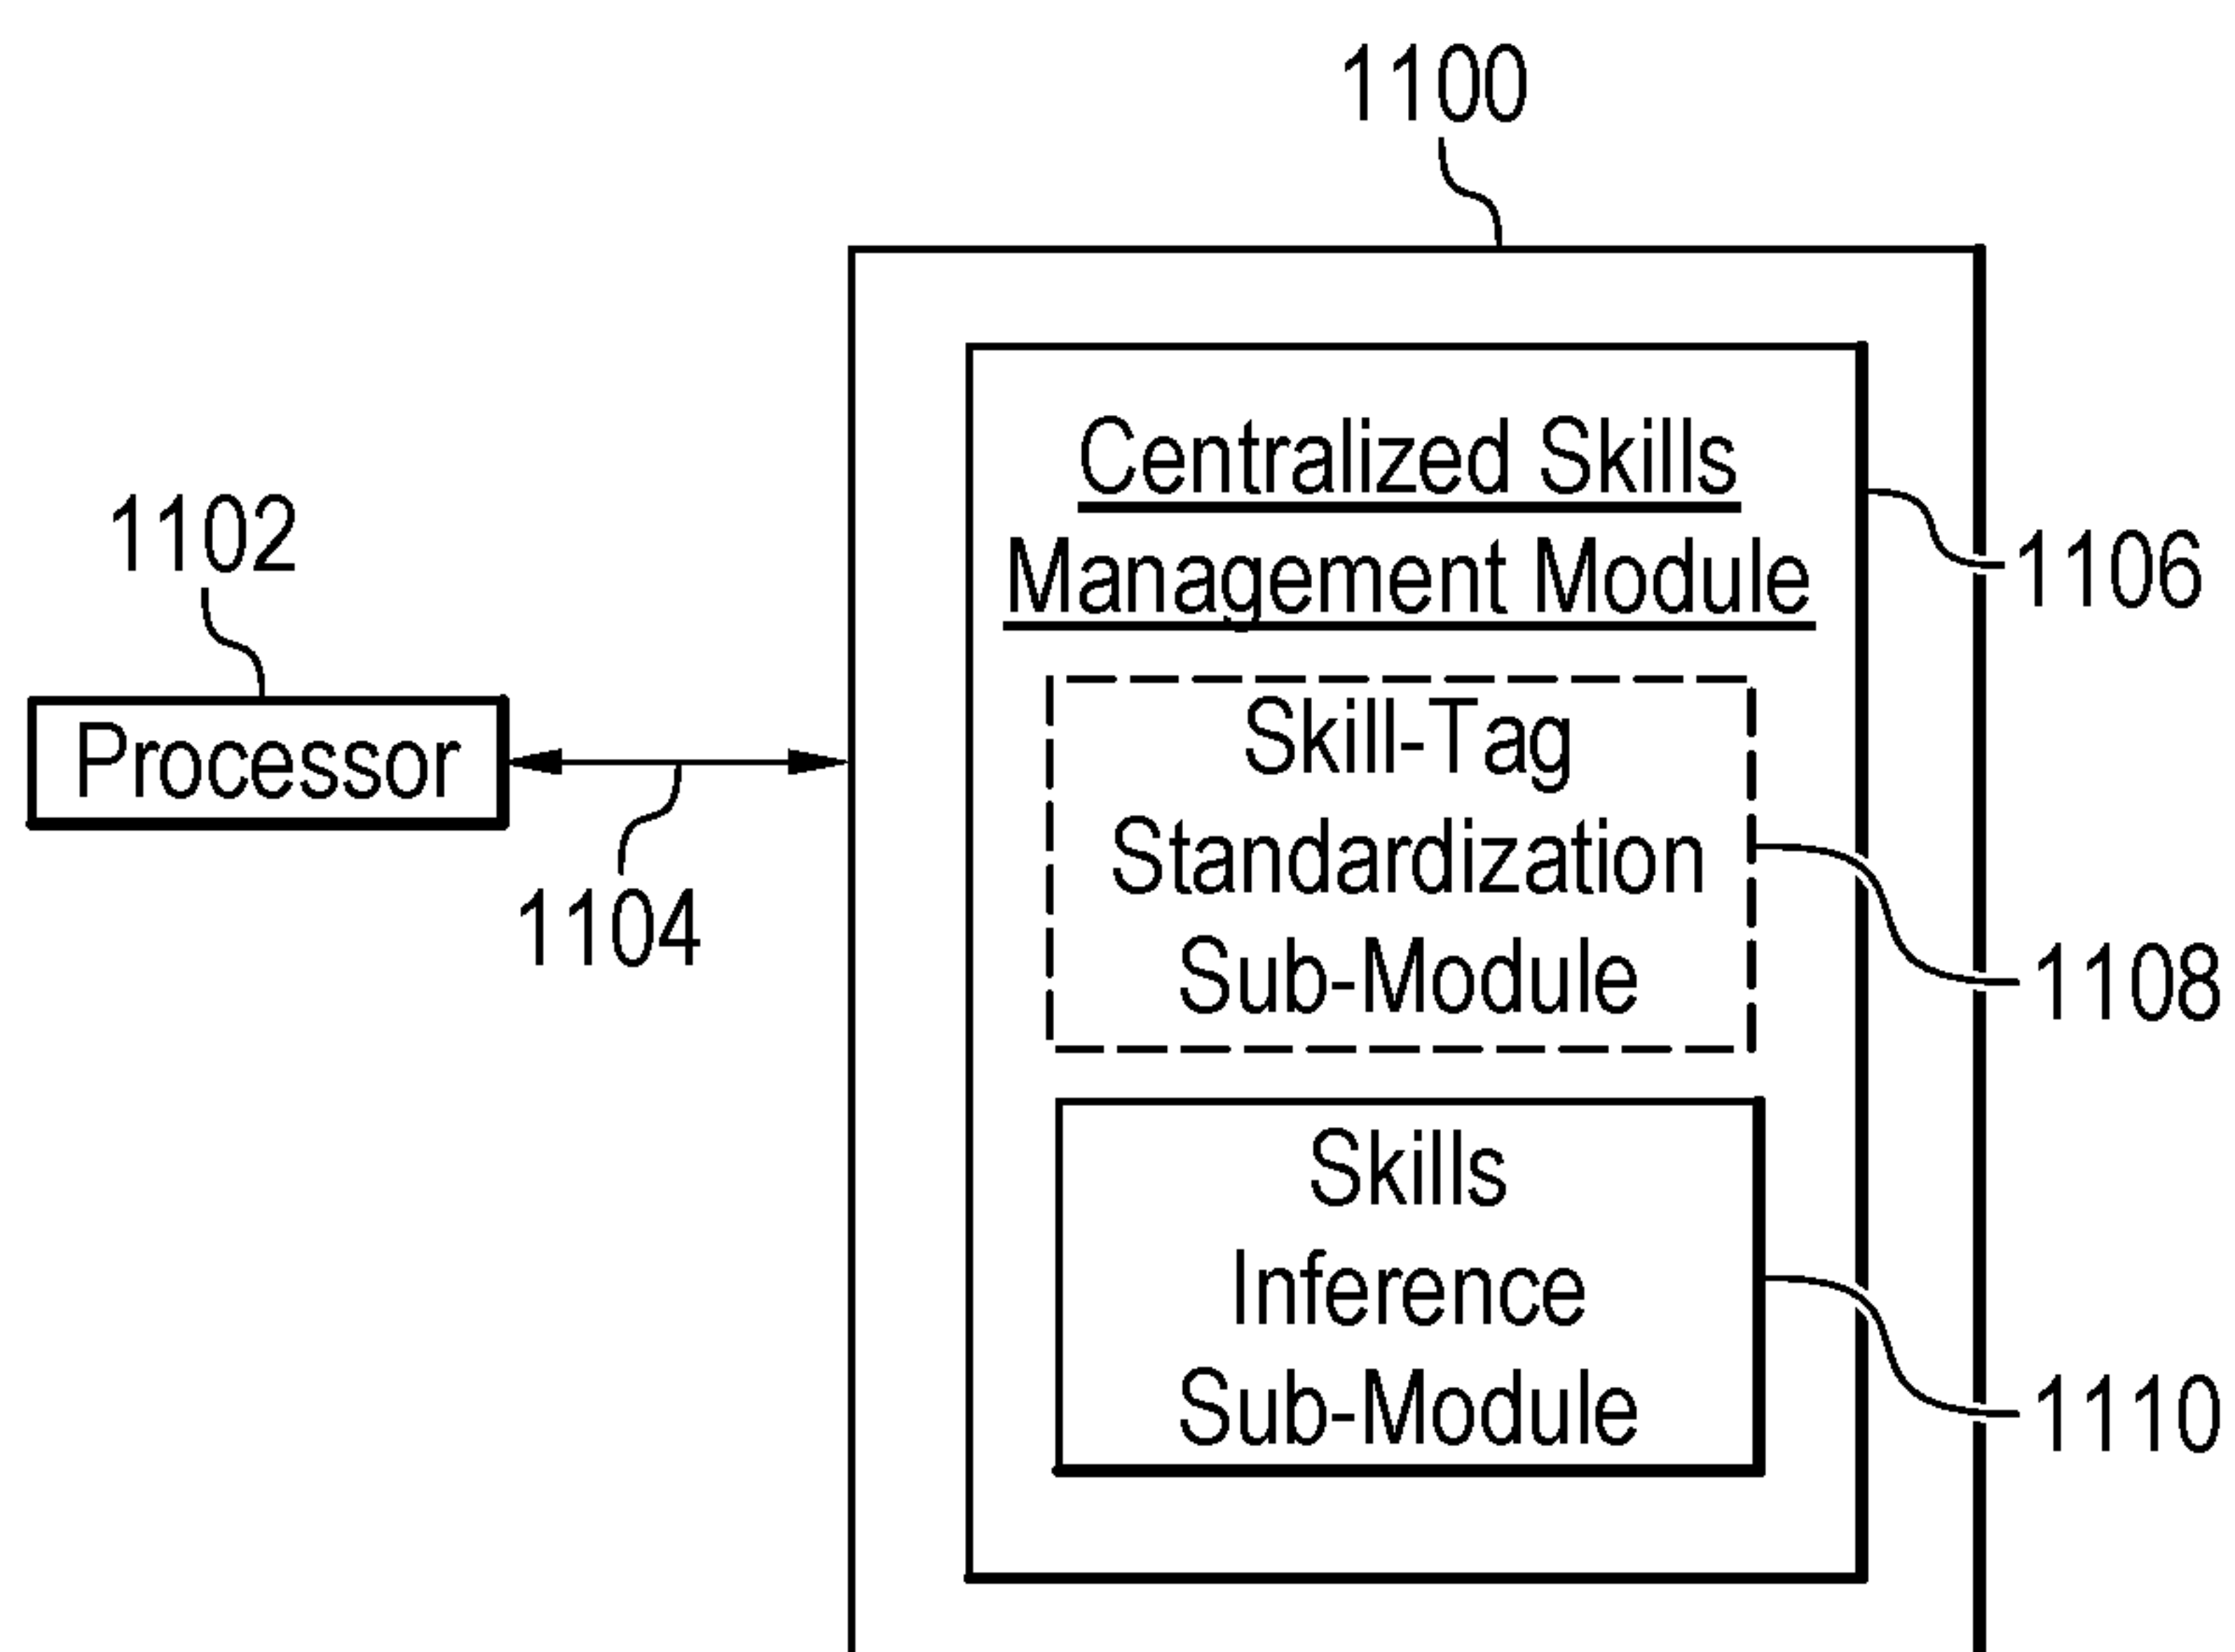 1100
Centralized Skills
Management Module
1102
1106
Processor
Skill-Tag
Standardization
Sub-Module
1104
1108
Skills
Inference
Sub-Module
1110